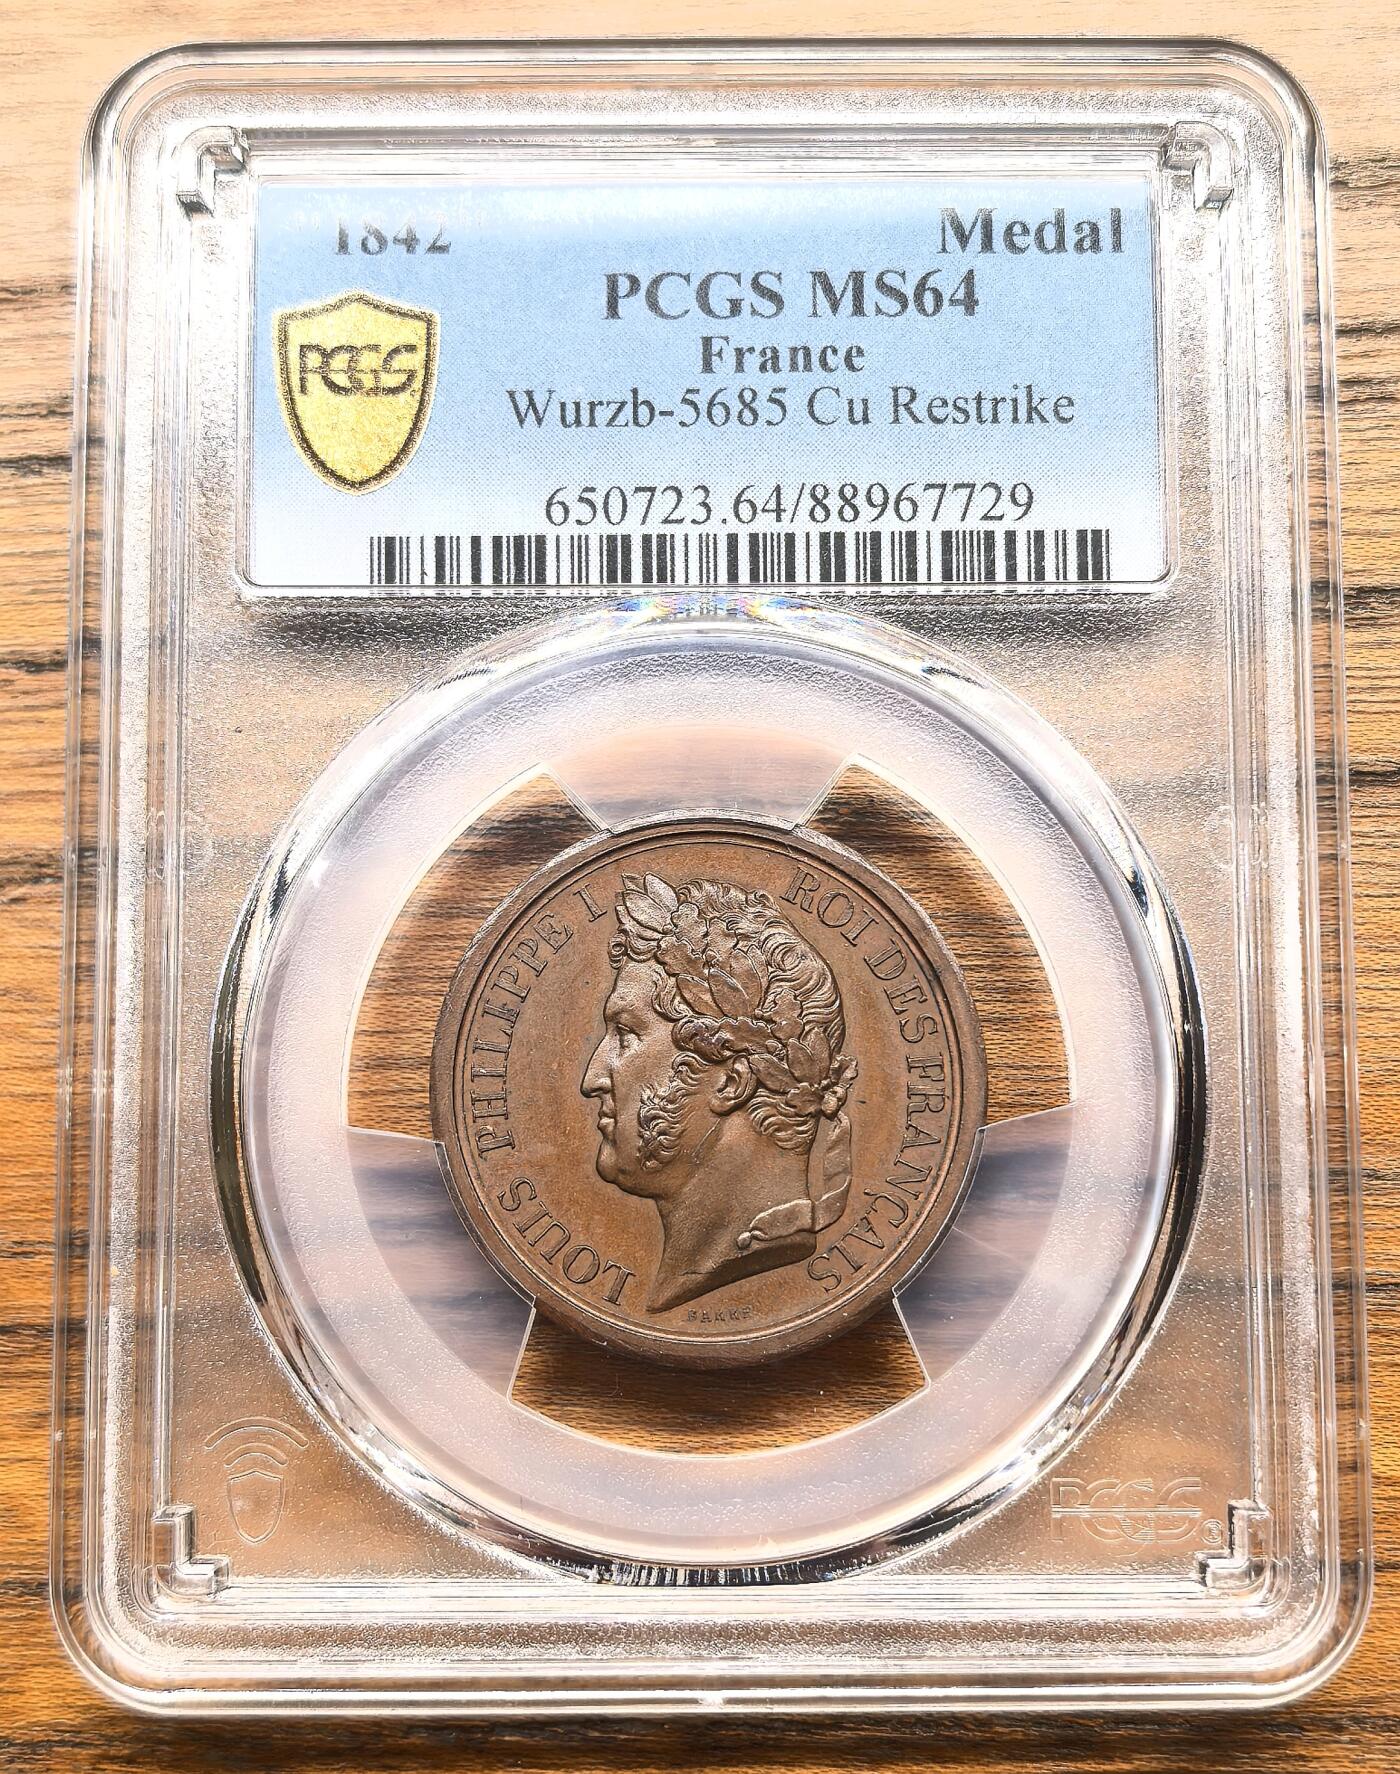 "1842"
Medal
PCGS MS64
France
Wurzb-5685 Cu Restrike
650723.64/88967729
PCGS
LOUIS PHILIPPE I ROI DES FRANÇAIS
BARRE
PCGS